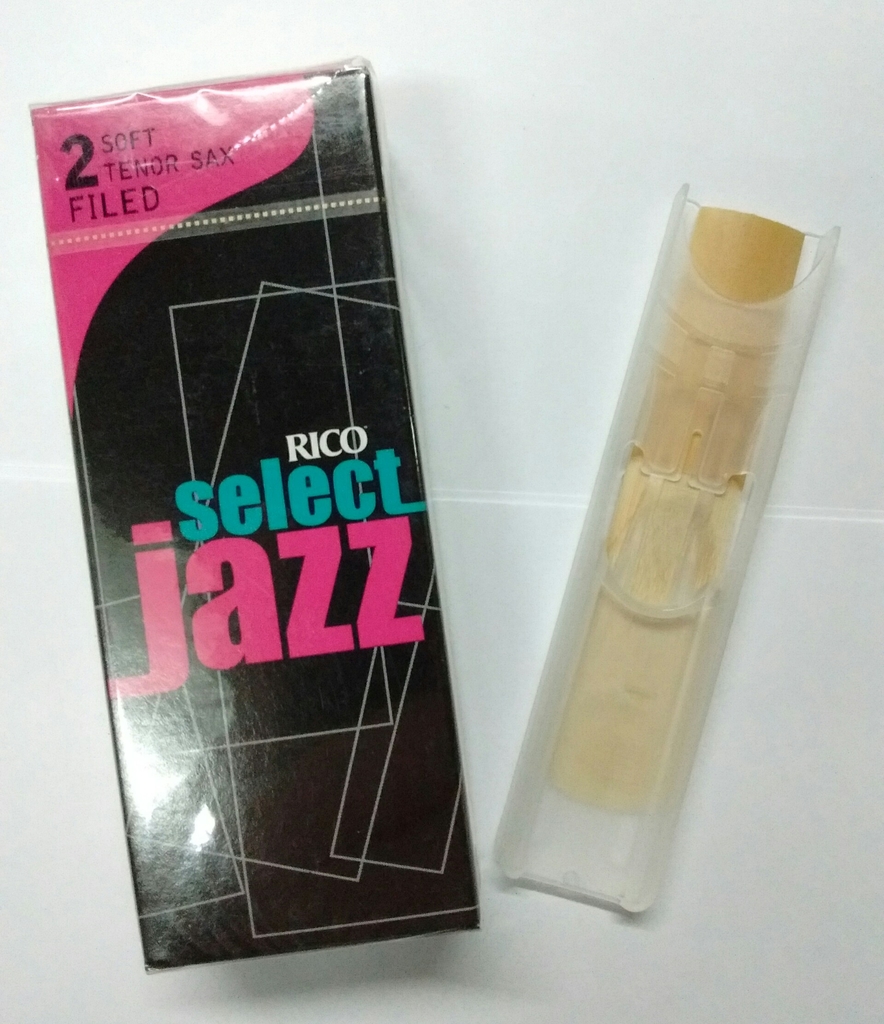 2 SOFT
TENOR SAX
FILED
RICO
select
jazz